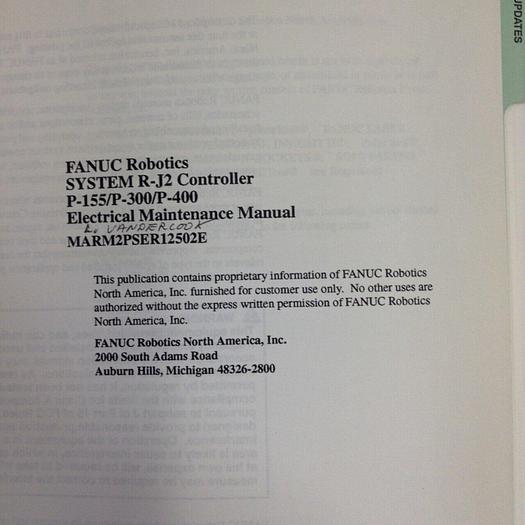 UPDATES
FANUC Robotics
SYSTEM R-J2 Controller
P-155/P-300/P-400
Electrical Maintenance Manual
L. VANDERCOOK
MARM2PSER12502E
This publication contains proprietary information of FANUC Robotics
North America, Inc. furnished for customer use only. No other uses are
authorized without the express written permission of FANUC Robotics
North America, Inc.
FANUC Robotics North America, Inc.
2000 South Adams Road
Auburn Hills, Michigan 48326-2800